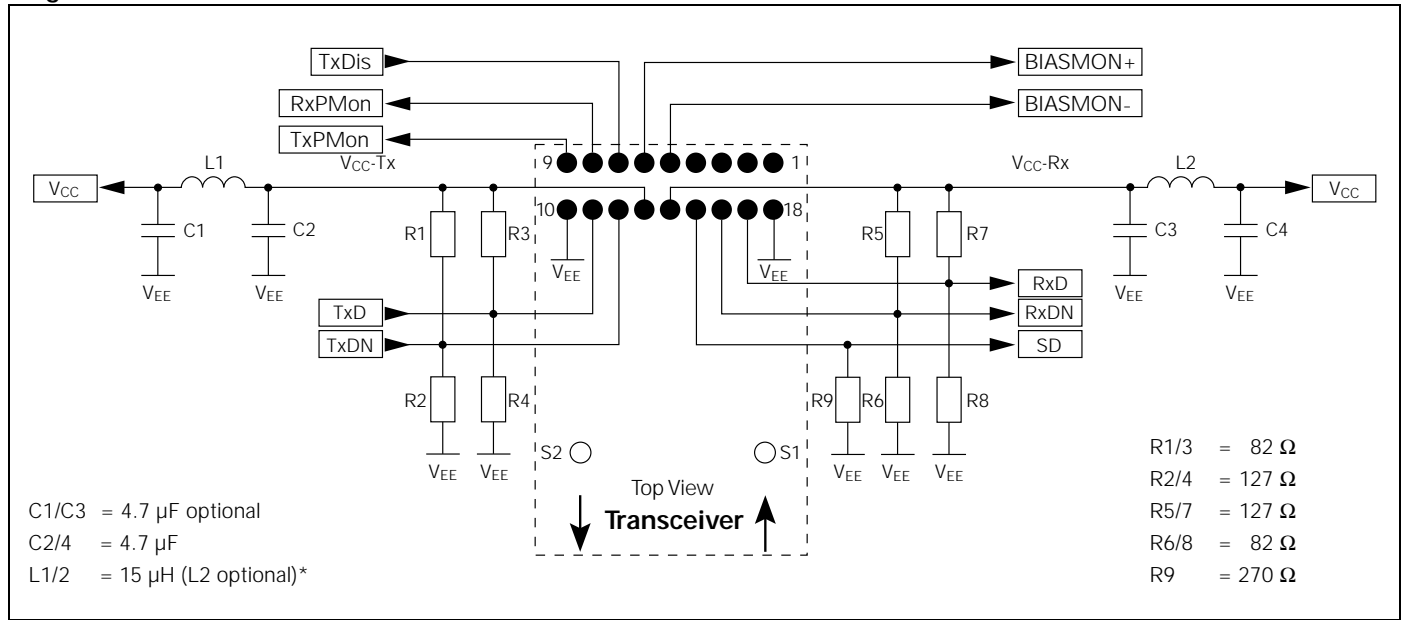 TxDis
BIASMON+
RxPMon
BIASMON-
TxPMon
L1
VCC-Tx
9
1
VCC-Rx
L2
VCC
VCC
10
18
C1
C2
R1
R3
R5
R7
C3
C4
VEE
VEE
VEE
VEE
VEE
VEE
RxD
TxD
RxDN
TxDN
SD
R2
R4
R9
R6
R8
VEE
VEE
S2
S1
VEE
VEE
VEE
Top View
Transceiver
C1/C3 = 4.7 µF optional
C2/4 = 4.7 µF
L1/2 = 15 µH (L2 optional)*
R1/3 = 82 Ω
R2/4 = 127 Ω
R5/7 = 127 Ω
R6/8 = 82 Ω
R9 = 270 Ω